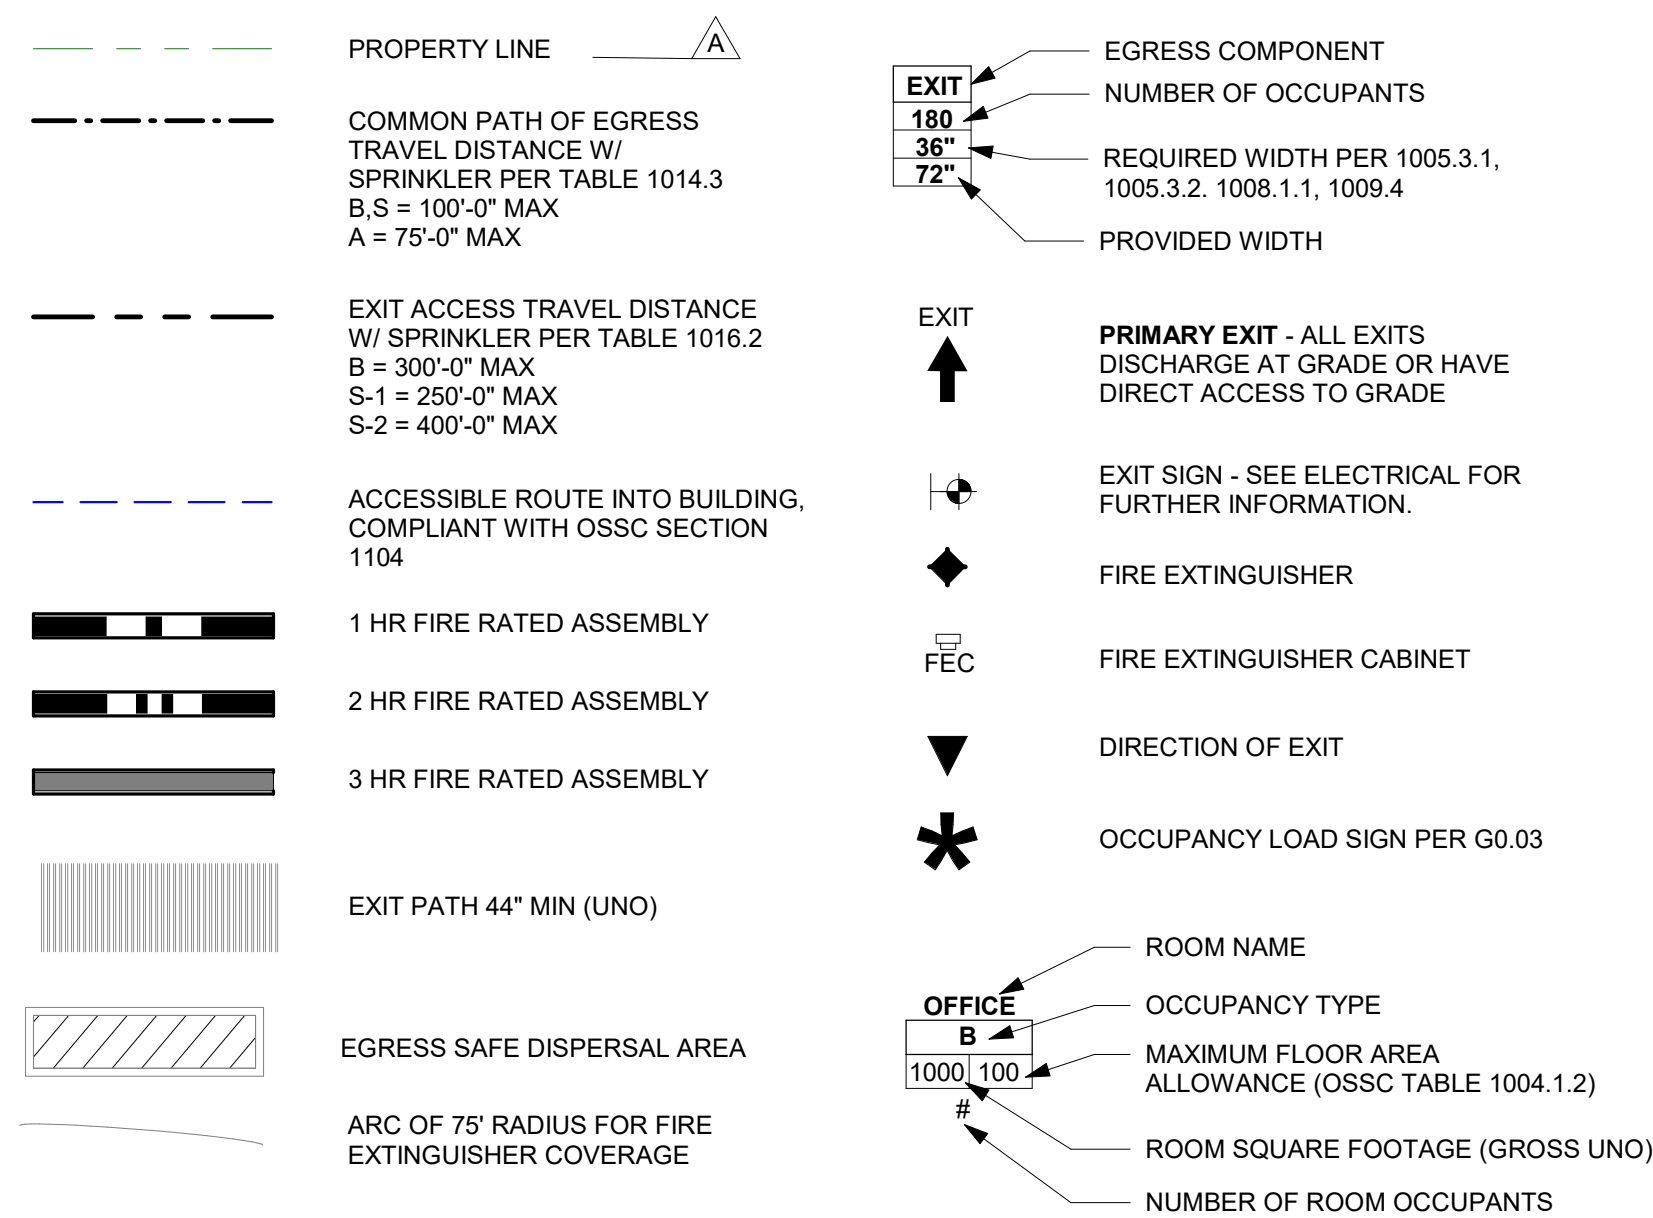 PROPERTY LINE
A
COMMON PATH OF EGRESS
TRAVEL DISTANCE W/
SPRINKLER PER TABLE 1014.3
B,S = 100'-0" MAX
A = 75'-0" MAX
EXIT ACCESS TRAVEL DISTANCE
W/ SPRINKLER PER TABLE 1016.2
B = 300'-0" MAX
S-1 = 250'-0" MAX
S-2 = 400'-0" MAX
ACCESSIBLE ROUTE INTO BUILDING,
COMPLIANT WITH OSSC SECTION
1104
1 HR FIRE RATED ASSEMBLY
2 HR FIRE RATED ASSEMBLY
3 HR FIRE RATED ASSEMBLY
EXIT PATH 44" MIN (UNO)
EGRESS SAFE DISPERSAL AREA
ARC OF 75' RADIUS FOR FIRE
EXTINGUISHER COVERAGE
EXIT
180
36"
72"
EGRESS COMPONENT
NUMBER OF OCCUPANTS
REQUIRED WIDTH PER 1005.3.1,
1005.3.2. 1008.1.1, 1009.4
PROVIDED WIDTH
EXIT
PRIMARY EXIT - ALL EXITS
DISCHARGE AT GRADE OR HAVE
DIRECT ACCESS TO GRADE
EXIT SIGN - SEE ELECTRICAL FOR
FURTHER INFORMATION.
FIRE EXTINGUISHER
FEC
FIRE EXTINGUISHER CABINET
DIRECTION OF EXIT
OCCUPANCY LOAD SIGN PER G0.03
OFFICE
B
1000 100
#
ROOM NAME
OCCUPANCY TYPE
MAXIMUM FLOOR AREA
ALLOWANCE (OSSC TABLE 1004.1.2)
ROOM SQUARE FOOTAGE (GROSS UNO)
NUMBER OF ROOM OCCUPANTS